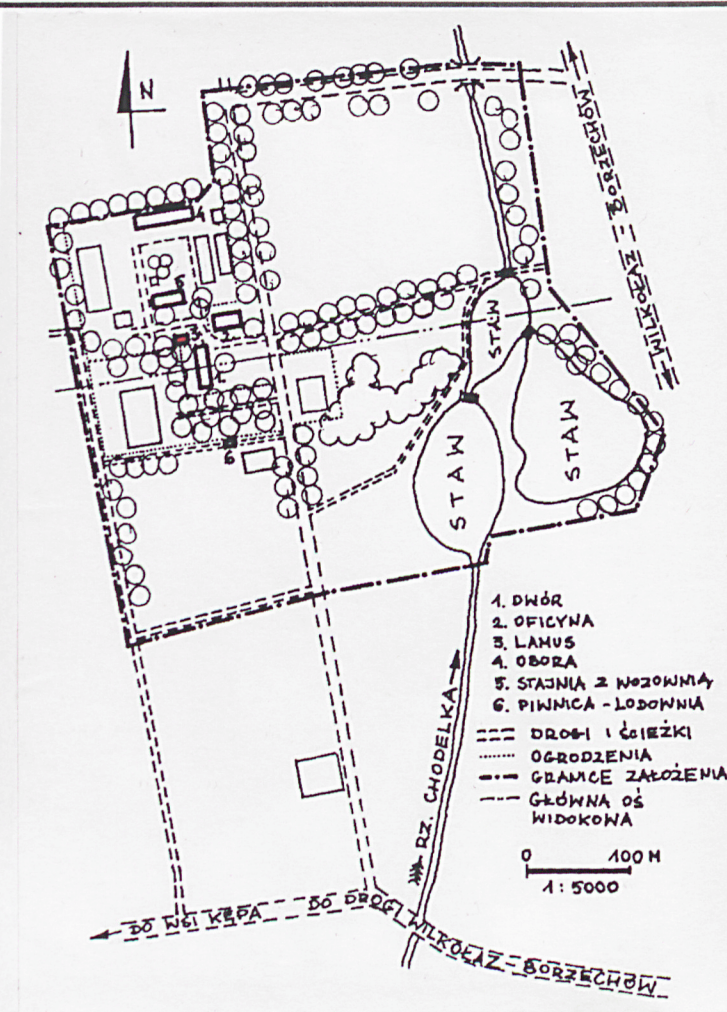 N
WILKOŁAZ - BORZECHÓW
STAW
STAW
STAW
6
1. DWÓR
2. OFICYNA
3. LAMUS
4. OBORA
5. STAJNIA Z WOZOWNIĄ
6. PIWNICA - LODOWNIA
DROGI I ŚCIEŻKI
OGRODZENIA
GRANICE ZAŁOŻENIA
GŁÓWNA OŚ
WIDOKOWA
0 100 M
1 : 5000
RZ. CHODELKA
DO WSI KĘPA
DO DROGI WILKOŁAZ - BORZECHÓW